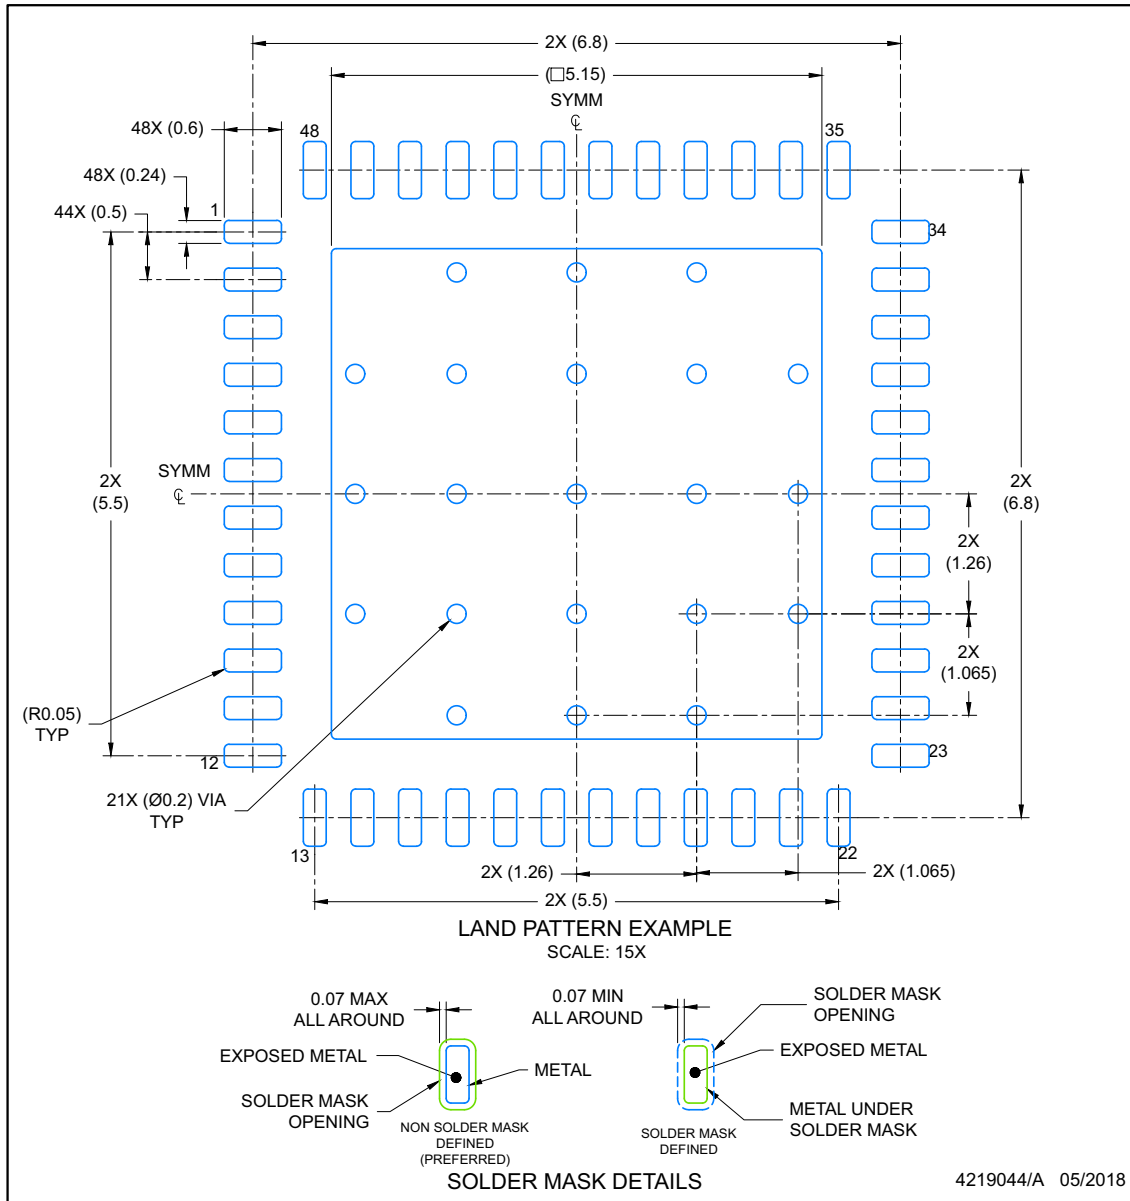 2X (6.8)
(□5.15)
SYMM
℄
48X (0.6)
48
35
48X (0.24)
44X (0.5)
1
34
SYMM
℄
2X
(5.5)
2X
(6.8)
2X
(1.26)
2X
(1.065)
(R0.05)
TYP
12
23
21X (Ø0.2) VIA
TYP
13
22
2X (1.26)
2X (1.065)
2X (5.5)
LAND PATTERN EXAMPLE
SCALE: 15X
0.07 MAX
ALL AROUND
0.07 MIN
ALL AROUND
SOLDER MASK
OPENING
EXPOSED METAL
METAL
EXPOSED METAL
SOLDER MASK
OPENING
METAL UNDER
SOLDER MASK
NON SOLDER MASK
DEFINED
(PREFERRED)
SOLDER MASK
DEFINED
SOLDER MASK DETAILS
4219044/A 05/2018